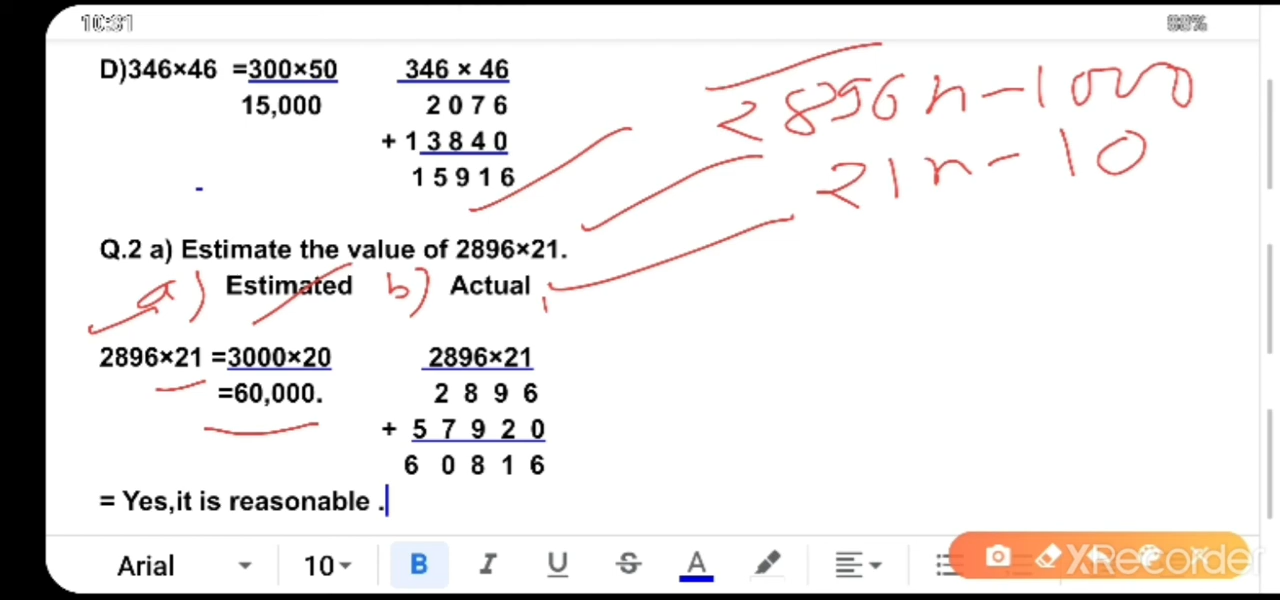 10:31 88%
D)346×46 =300×50 346 × 46
15,000 2 0 7 6
+ 1 3 8 4 0
1 5 9 1 6
2896 n - 1000
21 n - 10
Q.2 a) Estimate the value of 2896×21.
a) Estimated b) Actual
2896×21 =3000×20 2896×21
=60,000. 2 8 9 6
+ 5 7 9 2 0
6 0 8 1 6
= Yes,it is reasonable .
Arial 10 B I U S A
XRecorder